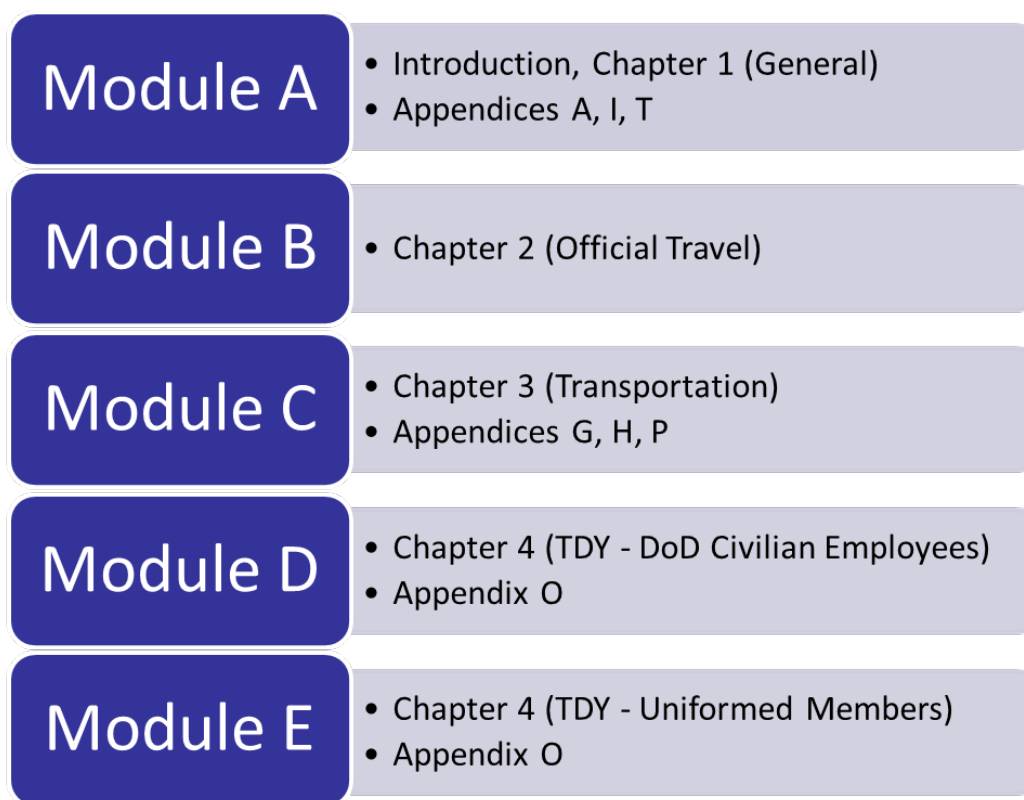 Module A
• Introduction, Chapter 1 (General)
• Appendices A, I, T
Module B
• Chapter 2 (Official Travel)
Module C
• Chapter 3 (Transportation)
• Appendices G, H, P
Module D
• Chapter 4 (TDY - DoD Civilian Employees)
• Appendix O
Module E
• Chapter 4 (TDY - Uniformed Members)
• Appendix O